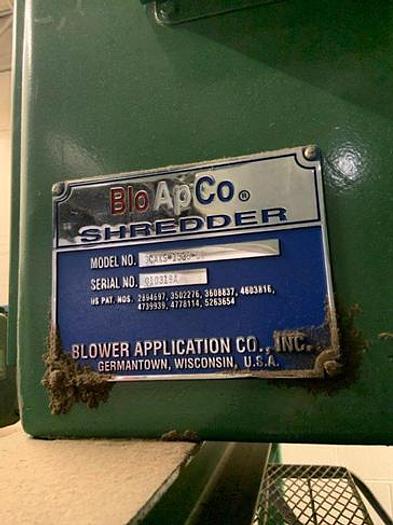 BloApCo®
SHREDDER
MODEL NO.
SERIAL NO. 010319A
US PAT. NOS. 2894697, 3502276, 3608837, 4603816,
4739939, 4778114, 5263654
BLOWER APPLICATION CO., INC.
GERMANTOWN, WISCONSIN, U.S.A.